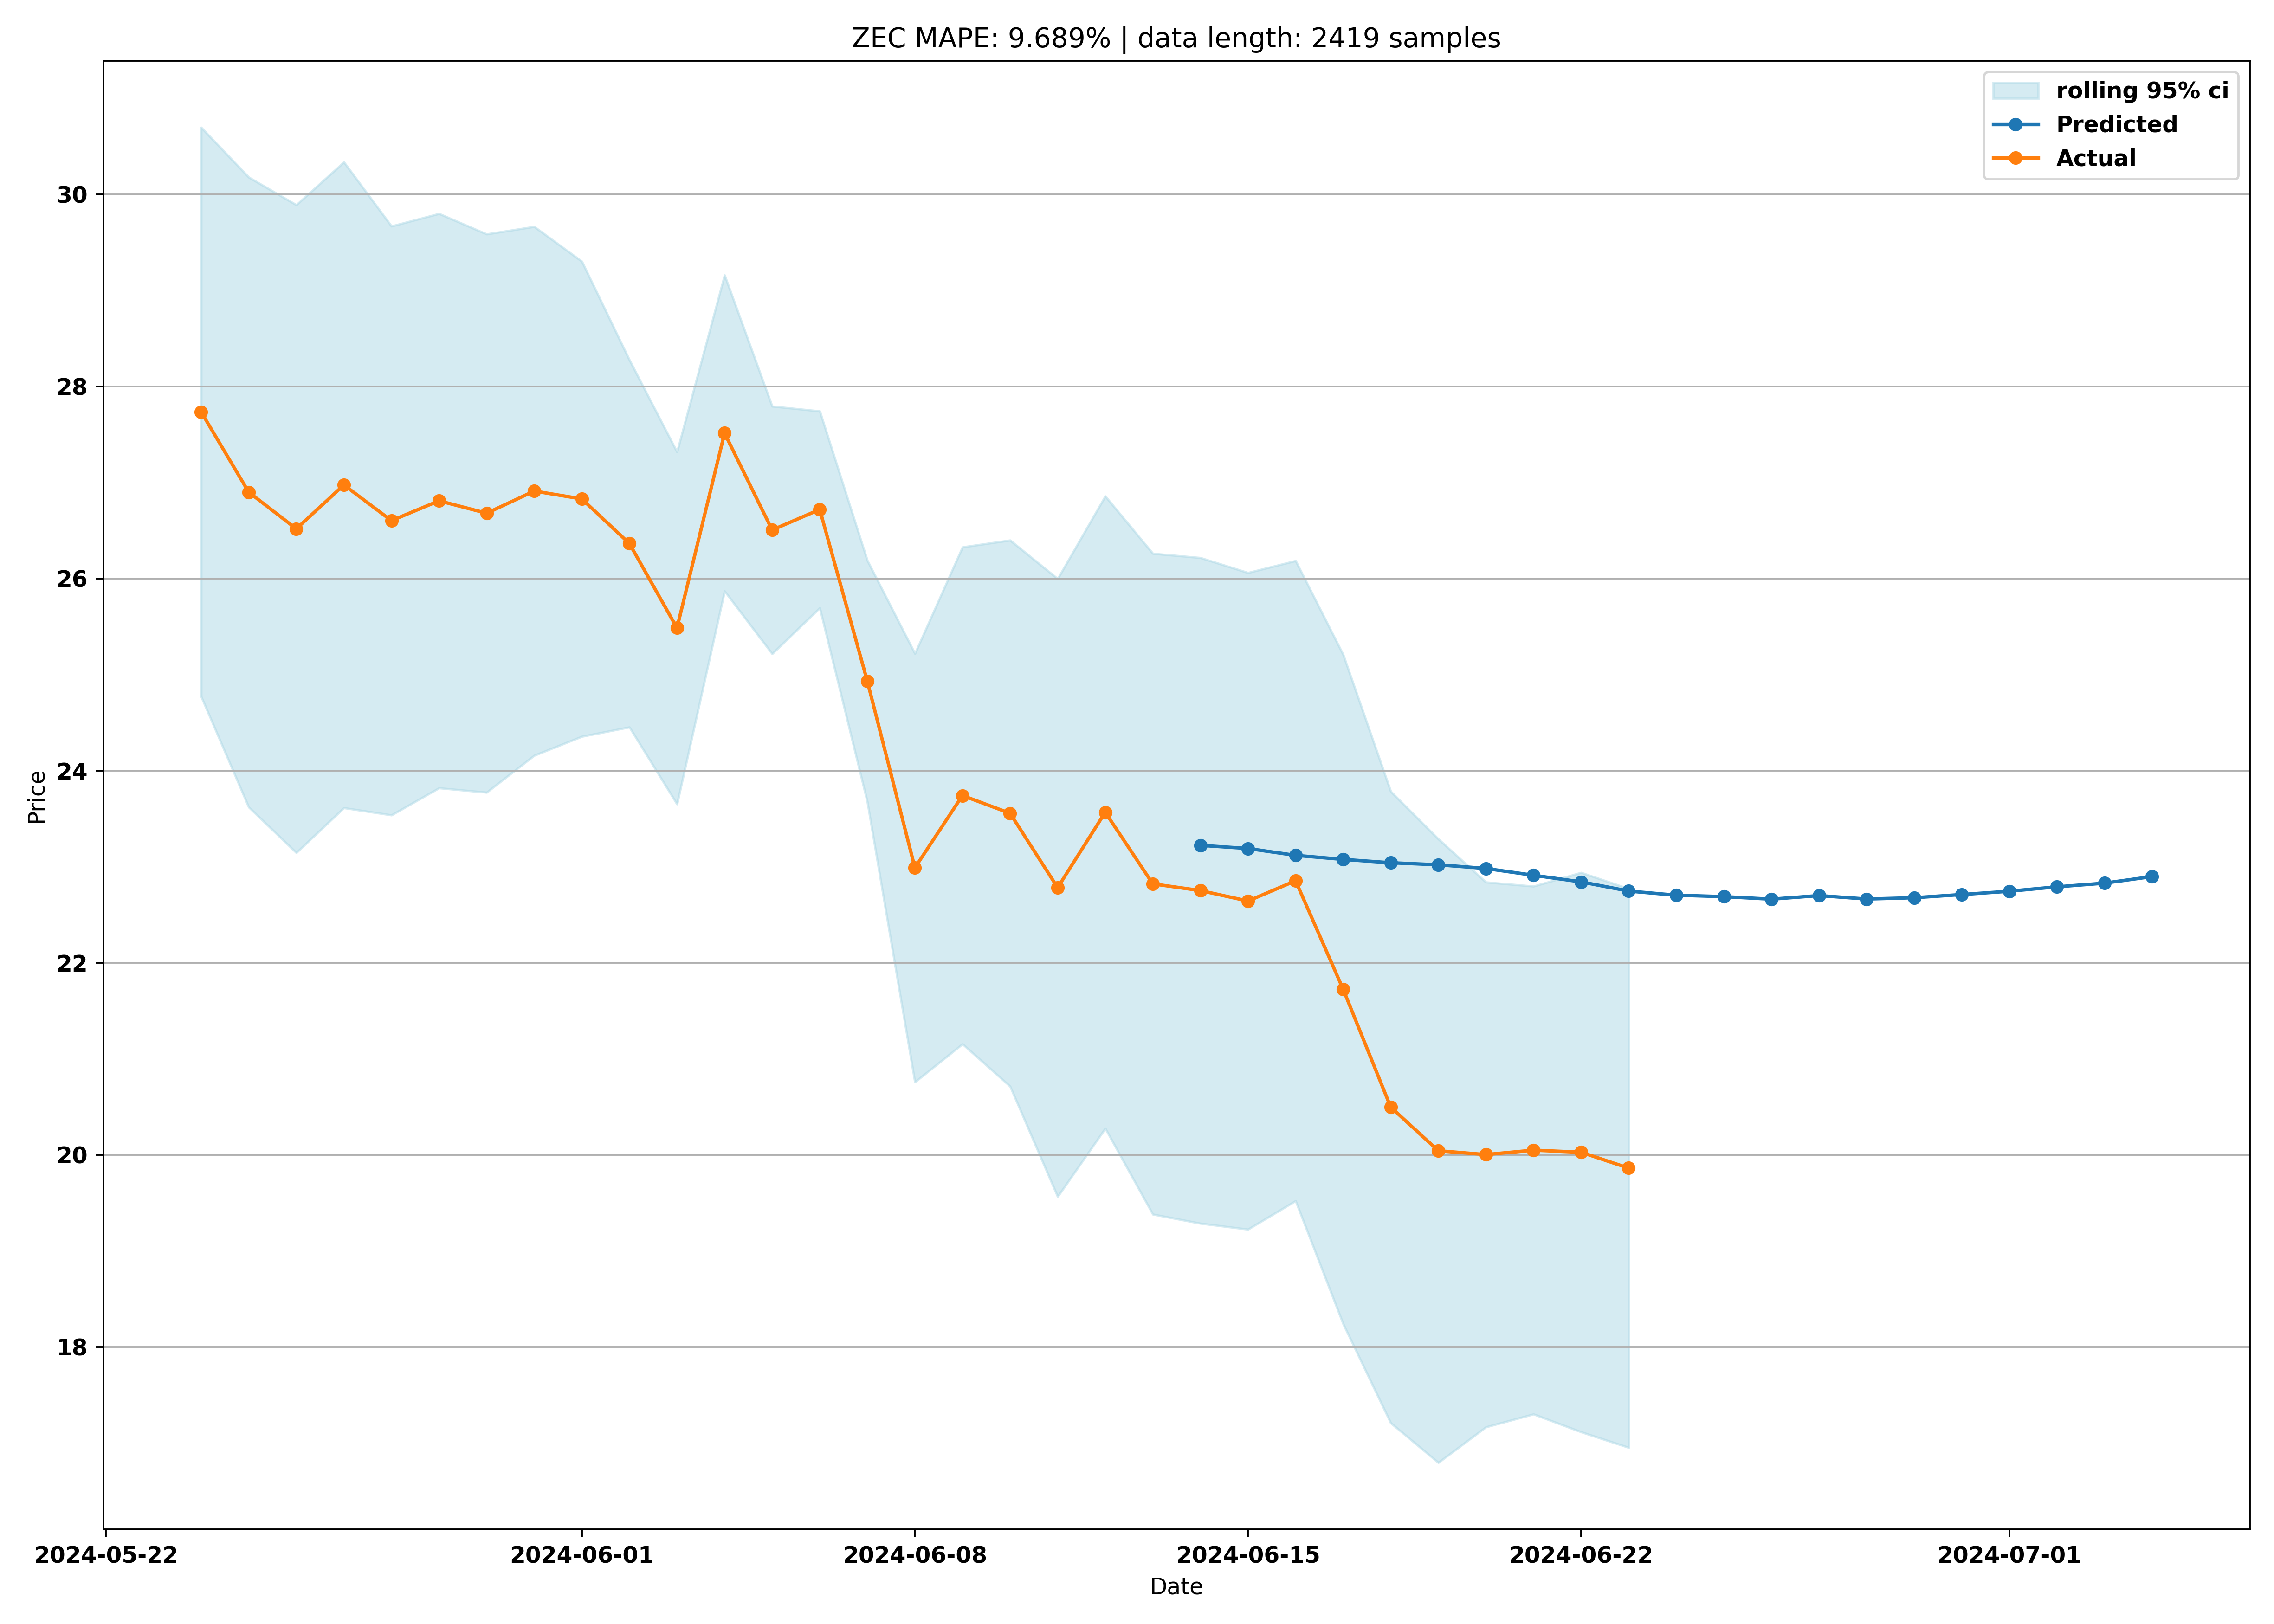 ZEC MAPE: 9.689% | data length: 2419 samples
rolling 95% ci
Predicted
Actual
30
28
26
24
22
20
18
Price
2024-05-22
2024-06-01
2024-06-08
2024-06-15
2024-06-22
2024-07-01
Date